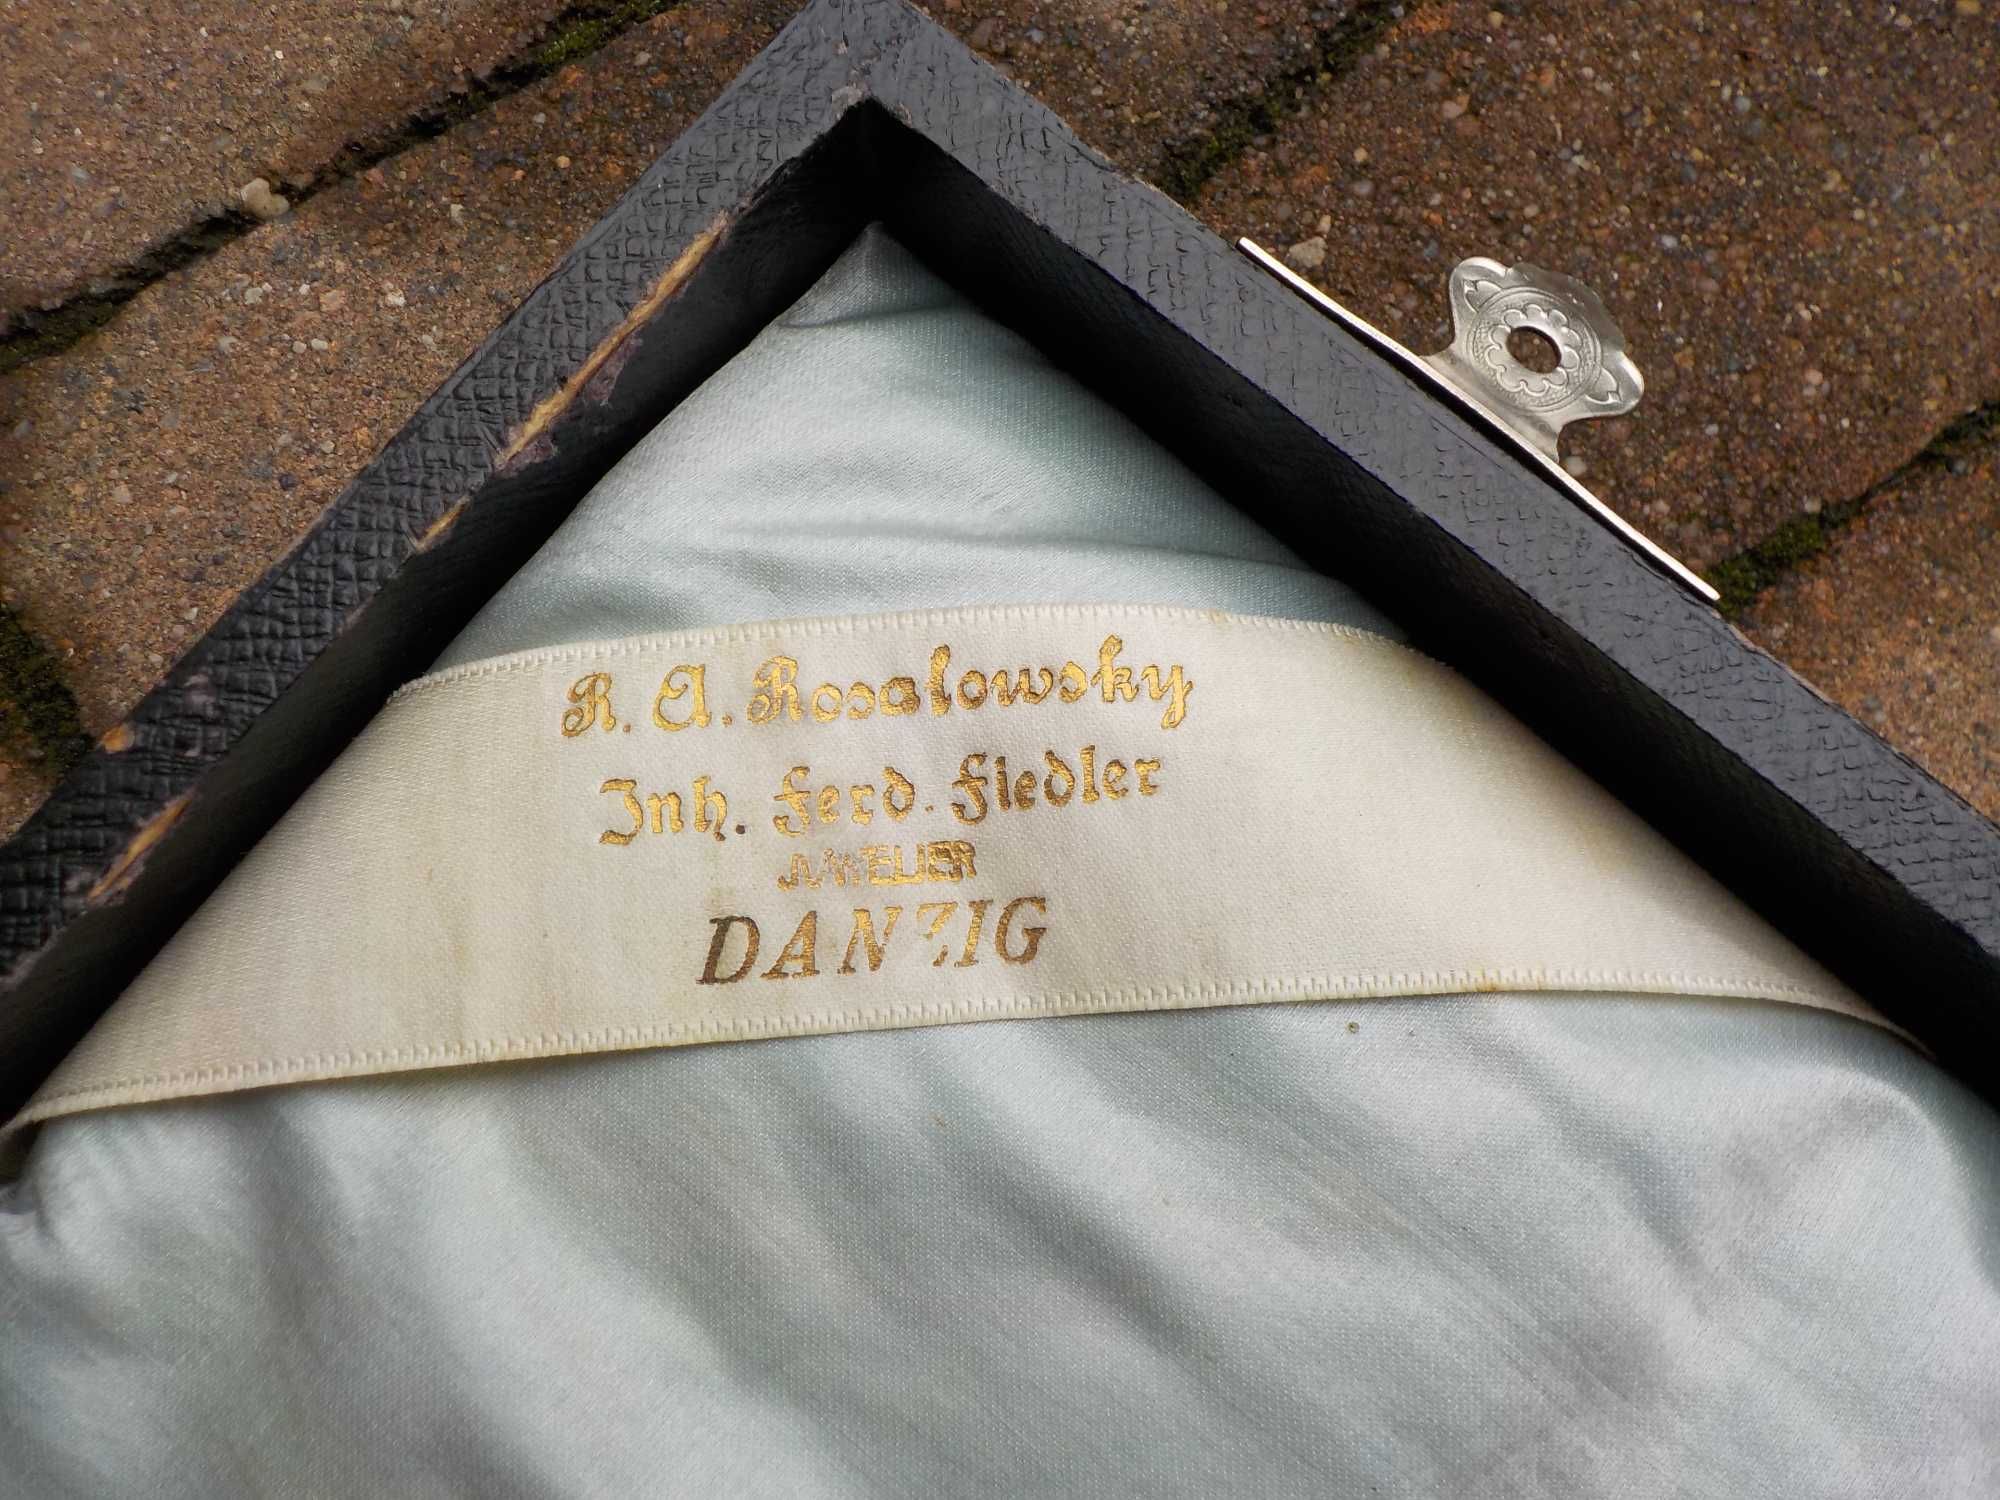 R. A. Rosalowsky
Inh. Ferd. Fiedler
JUWELIER
DANZIG